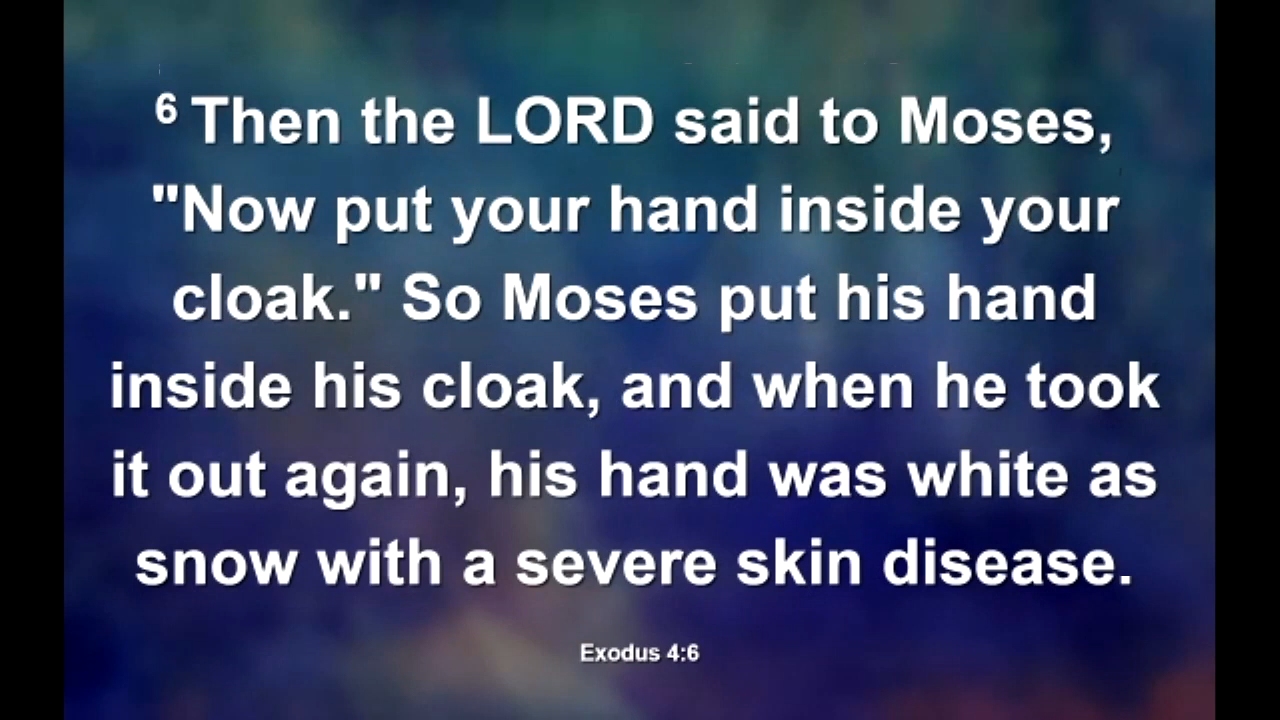 6 Then the LORD said to Moses,
"Now put your hand inside your
cloak." So Moses put his hand
inside his cloak, and when he took
it out again, his hand was white as
snow with a severe skin disease.
Exodus 4:6